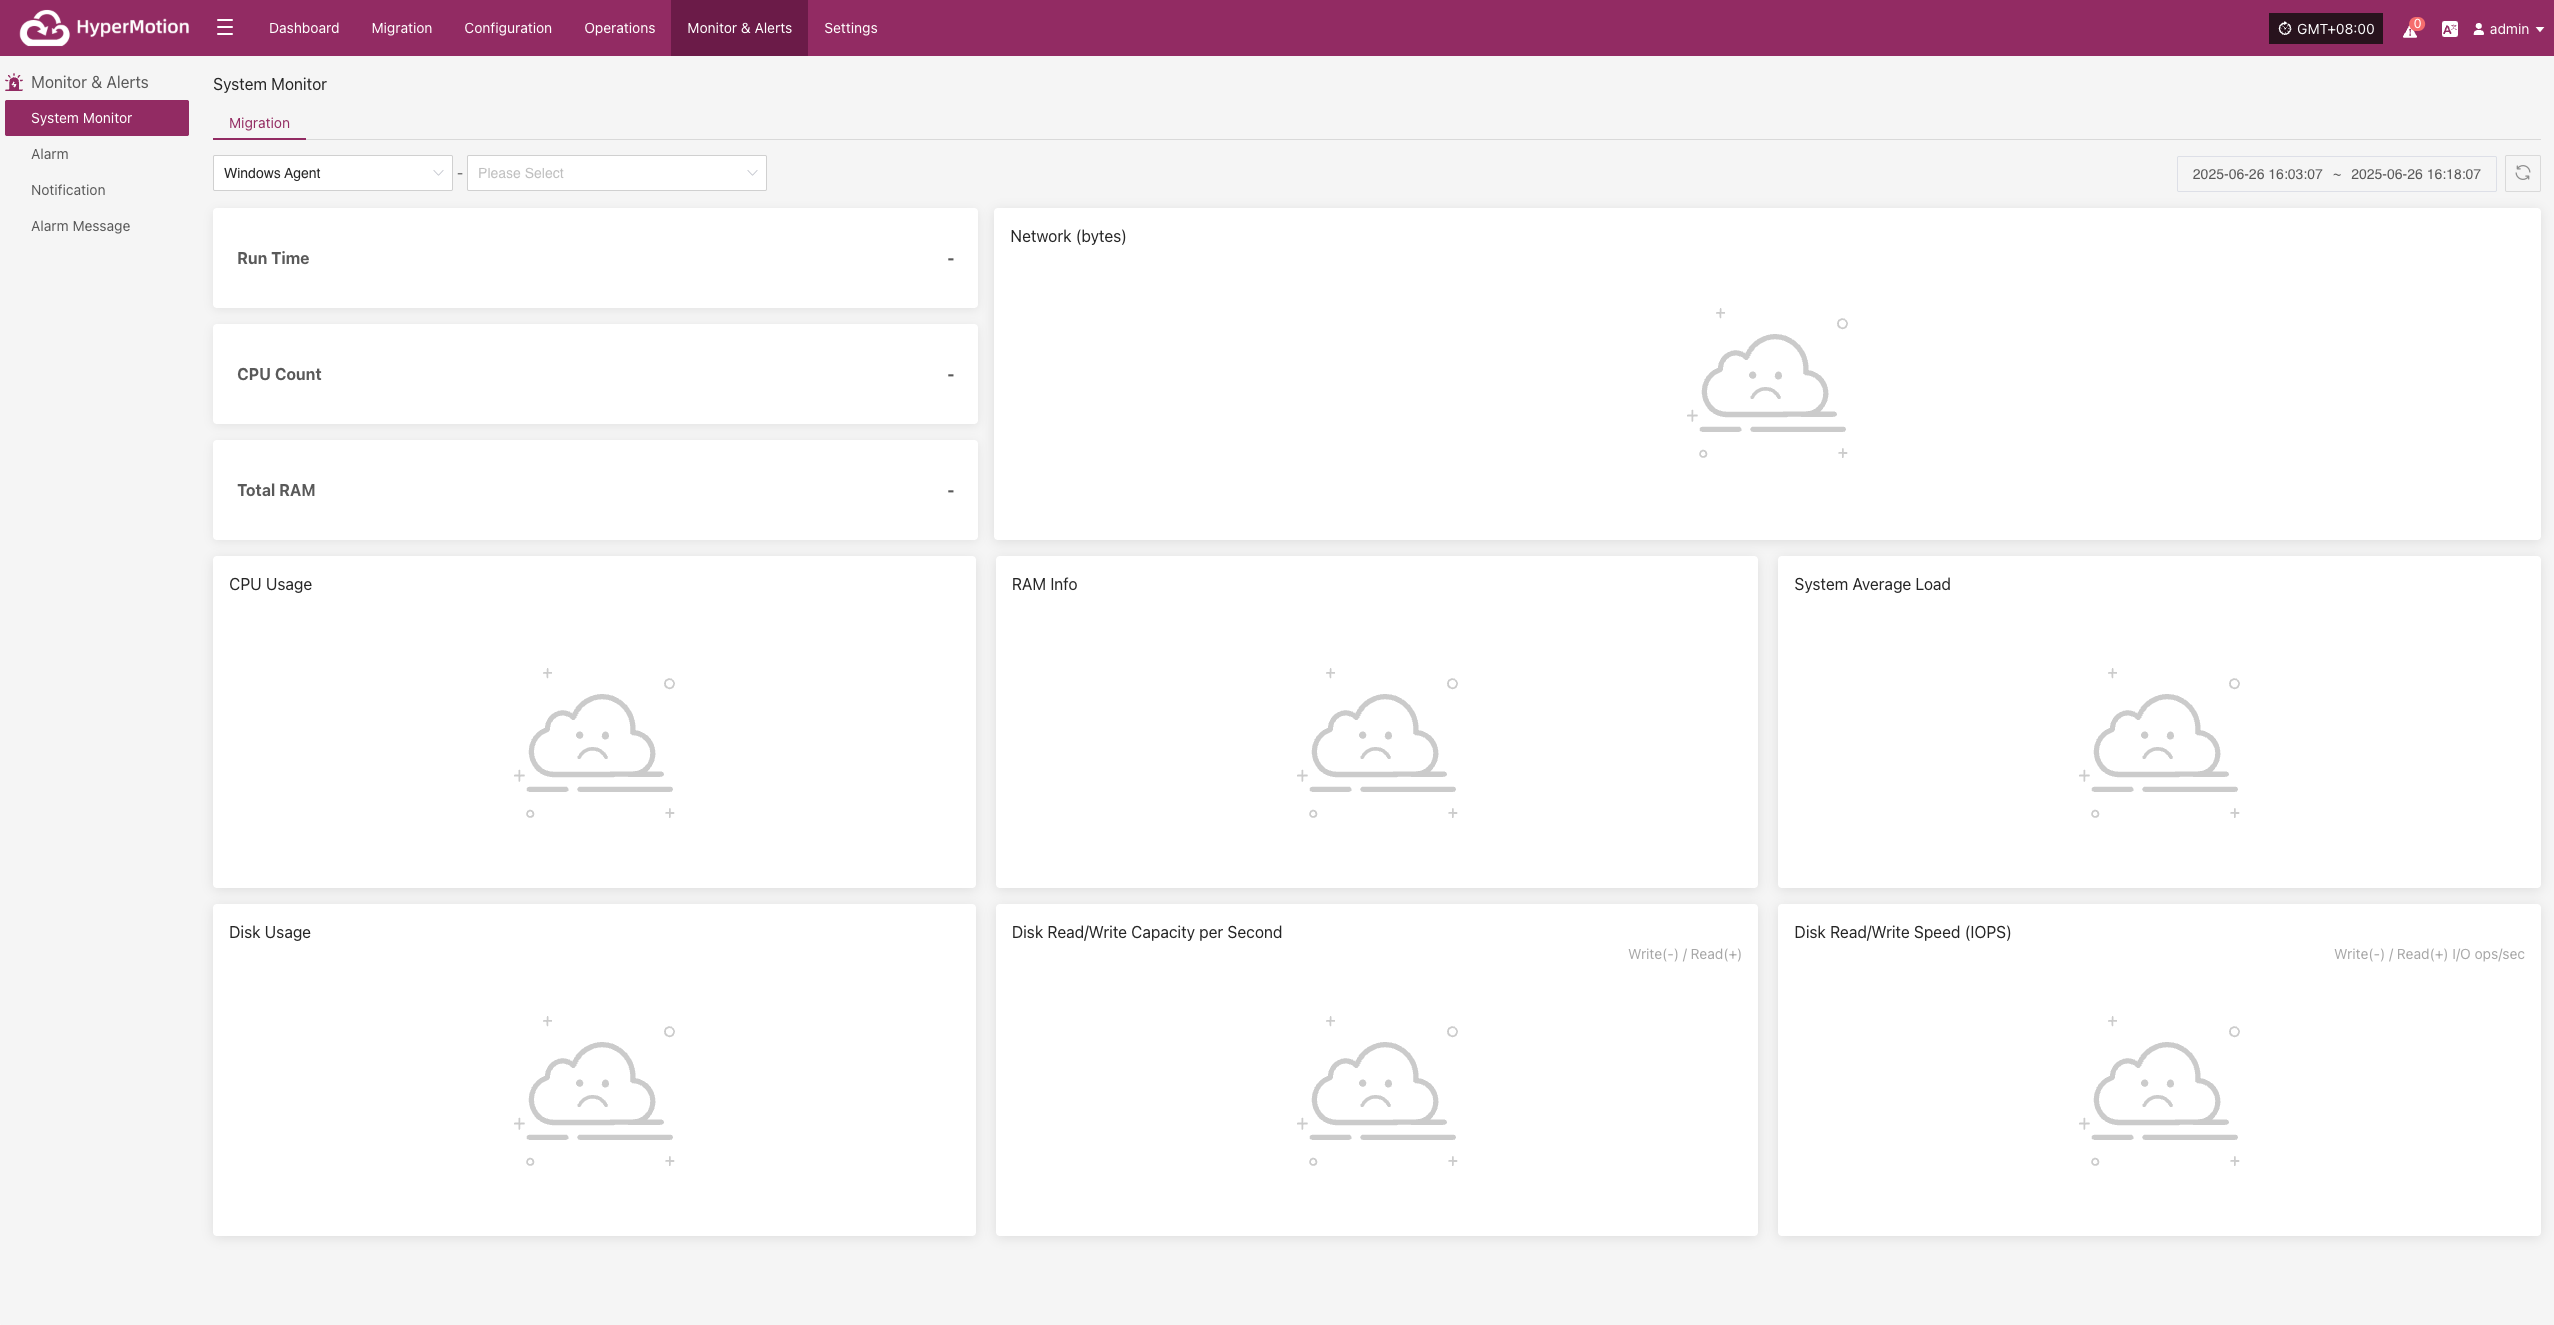 HyperMotion
Dashboard
Migration
Configuration
Operations
Monitor & Alerts
Settings
GMT+08:00
0
admin
Monitor & Alerts
System Monitor
Alarm
Notification
Alarm Message
System Monitor
Migration
Windows Agent
-
Please Select
2025-06-26 16:03:07 ~ 2025-06-26 16:18:07
Run Time
-
CPU Count
-
Total RAM
-
Network (bytes)
CPU Usage
RAM Info
System Average Load
Disk Usage
Disk Read/Write Capacity per Second
Write(-) / Read(+)
Disk Read/Write Speed (IOPS)
Write(-) / Read(+) I/O ops/sec